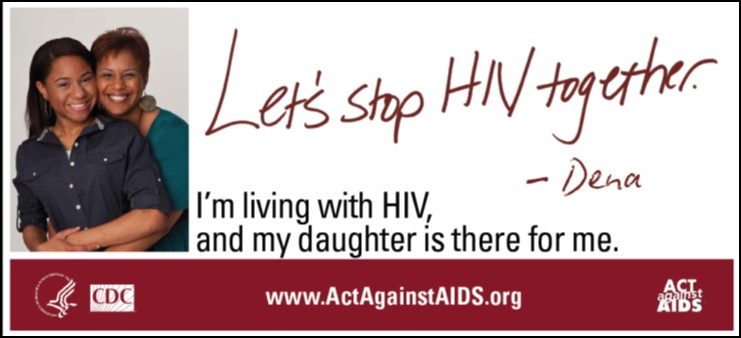 Let's stop HIV together.
- Dena
I'm living with HIV,
and my daughter is there for me.
CDC
www.ActAgainstAIDS.org
ACT
against
AIDS